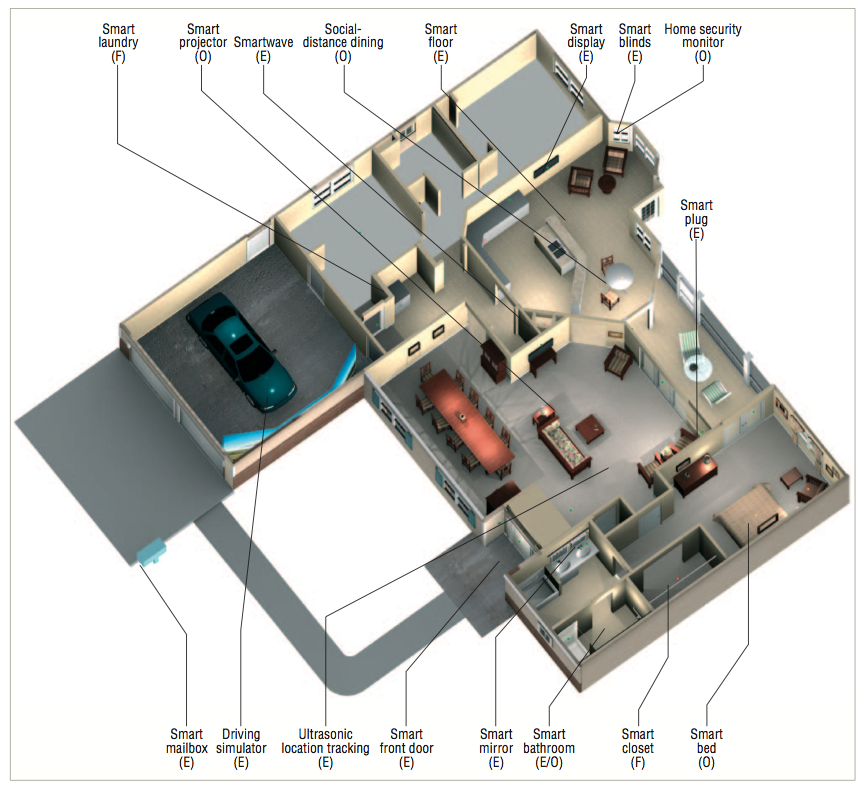 Smart
laundry
(F)
Smart
projector
(O)
Smartwave
(E)
Social-
distance dining
(O)
Smart
floor
(E)
Smart
display
(E)
Smart
blinds
(E)
Home security
monitor
(O)
Smart
plug
(E)
Smart
mailbox
(E)
Driving
simulator
(E)
Ultrasonic
location tracking
(E)
Smart
front door
(E)
Smart
mirror
(E)
Smart
bathroom
(E/O)
Smart
closet
(F)
Smart
bed
(O)